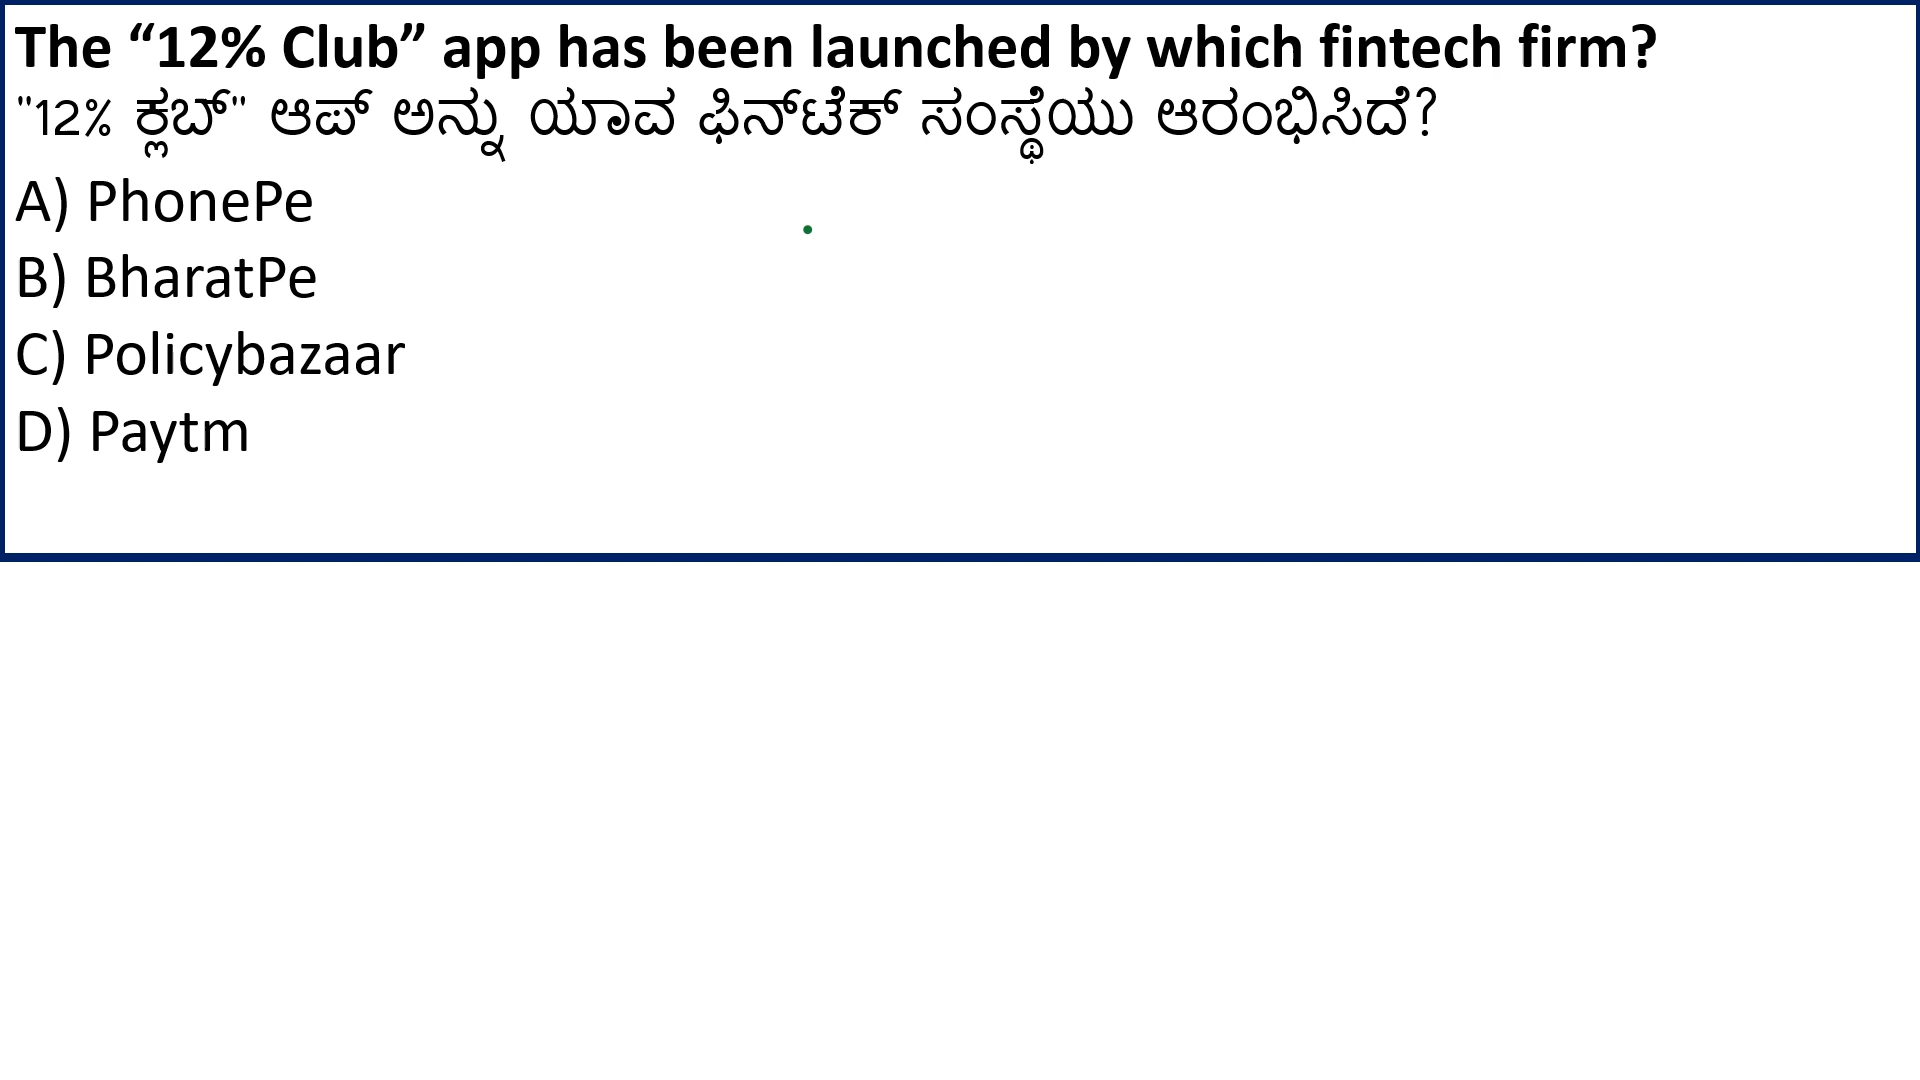 The “12% Club” app has been launched by which fintech firm?
"12% ಕ್ಲಬ್" ಆಪ್ ಅನ್ನು ಯಾವ ಫಿನ್‌ಟೆಕ್ ಸಂಸ್ಥೆಯು ಆರಂಭಿಸಿದೆ?
A) PhonePe
B) BharatPe
C) Policybazaar
D) Paytm